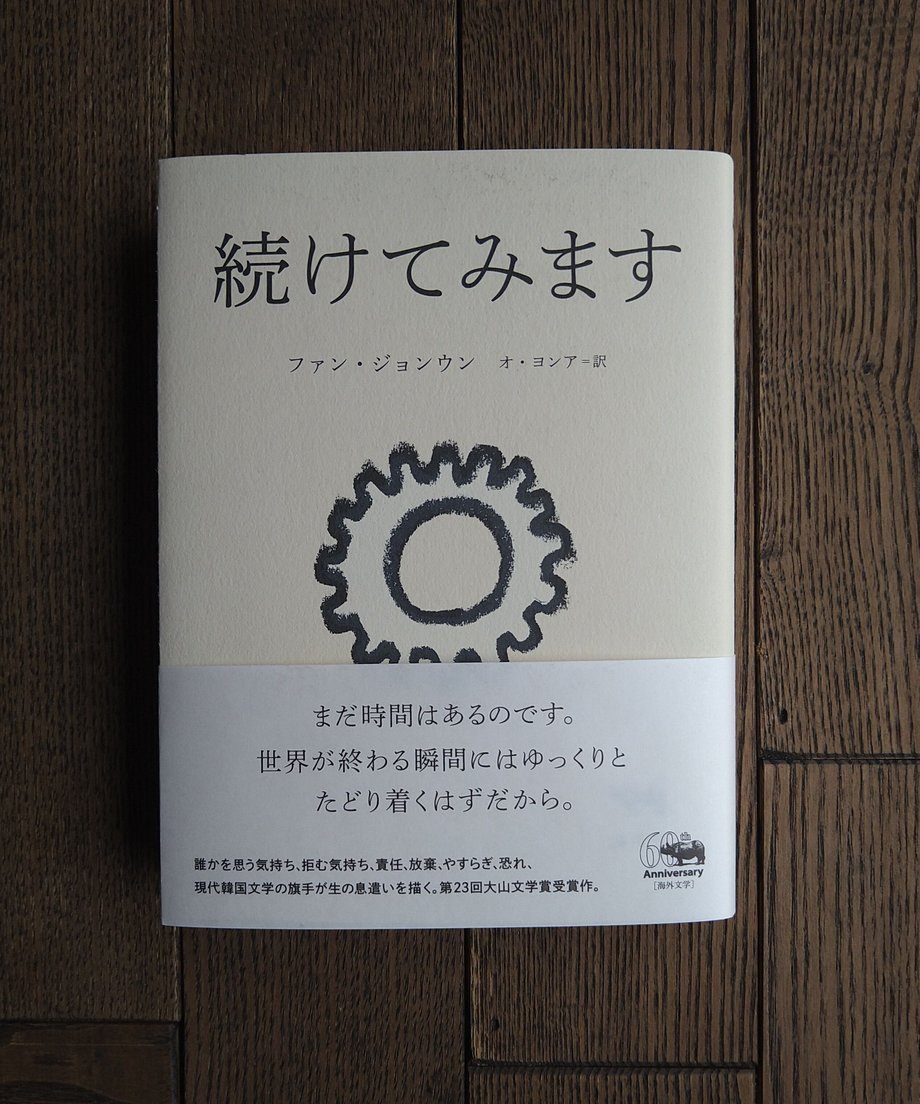 続けてみます
ファン・ジョンウン オ・ヨンア=訳
まだ時間はあるのです。
世界が終わる瞬間にはゆっくりと
たどり着くはずだから。
誰かを思う気持ち、拒む気持ち、責任、放棄、やすらぎ、恐れ、
現代韓国文学の旗手が生の息遣いを描く。第23回大山文学賞受賞作。
60th
Anniversary
[海外文学]